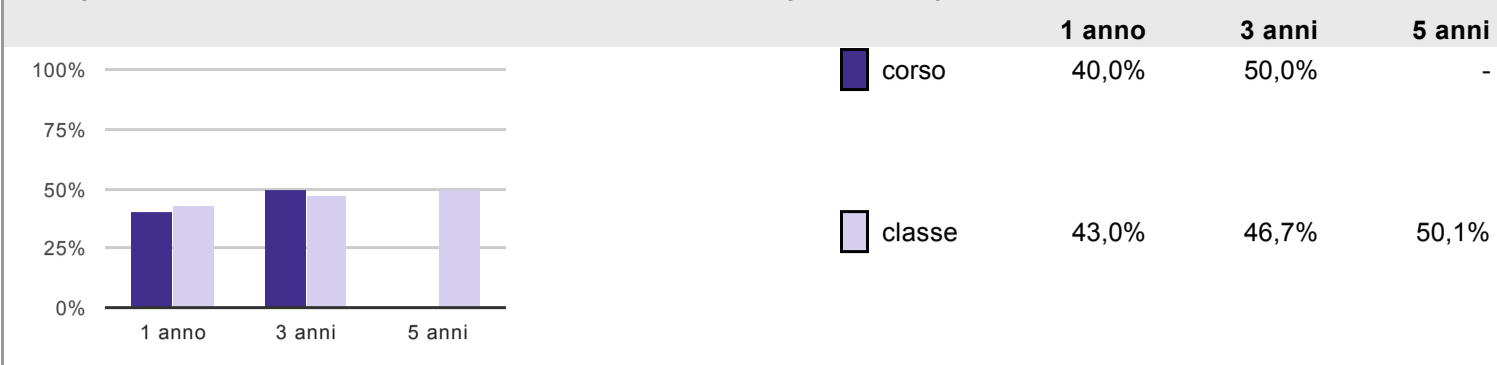 1 anno 3 anni 5 anni
100%
75%
50%
25%
0%
1 anno 3 anni 5 anni
corso 40,0% 50,0% -
classe 43,0% 46,7% 50,1%